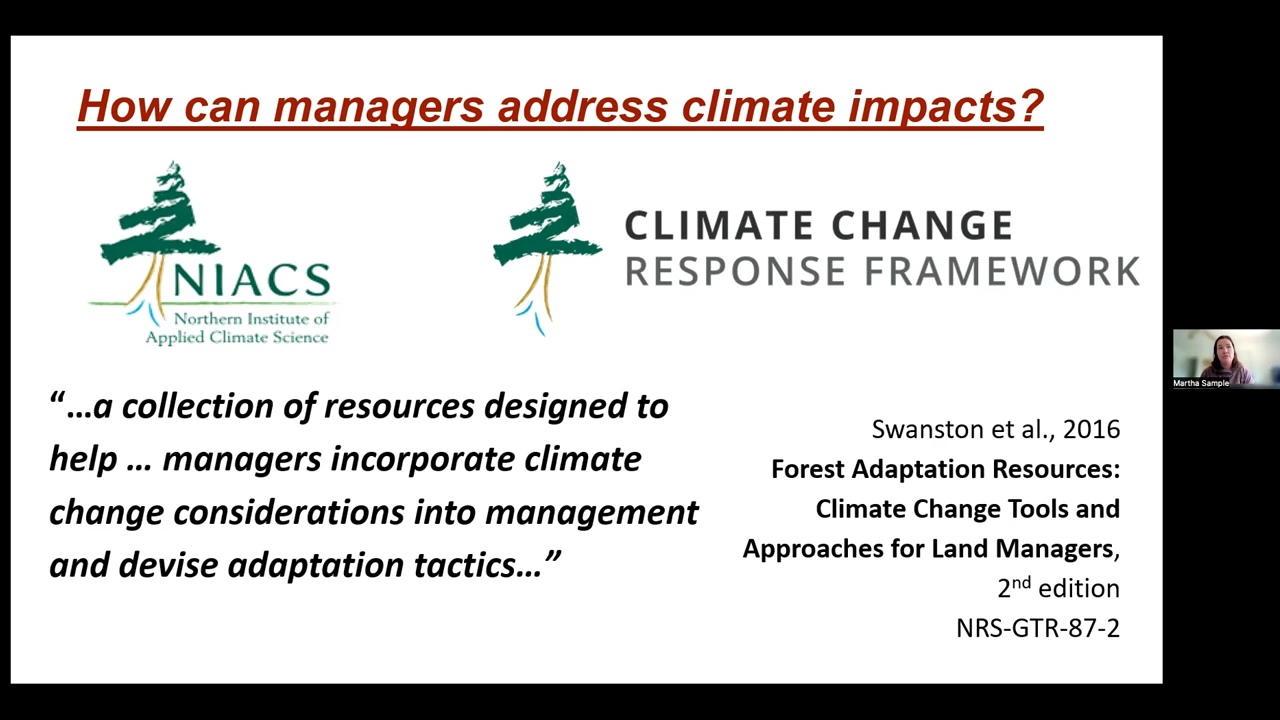 How can managers address climate impacts?
NIACS
Northern Institute of
Applied Climate Science
CLIMATE CHANGE
RESPONSE FRAMEWORK
“…a collection of resources designed to
help … managers incorporate climate
change considerations into management
and devise adaptation tactics…”
Swanston et al., 2016
Forest Adaptation Resources:
Climate Change Tools and
Approaches for Land Managers,
2nd edition
NRS-GTR-87-2
Martha Sample